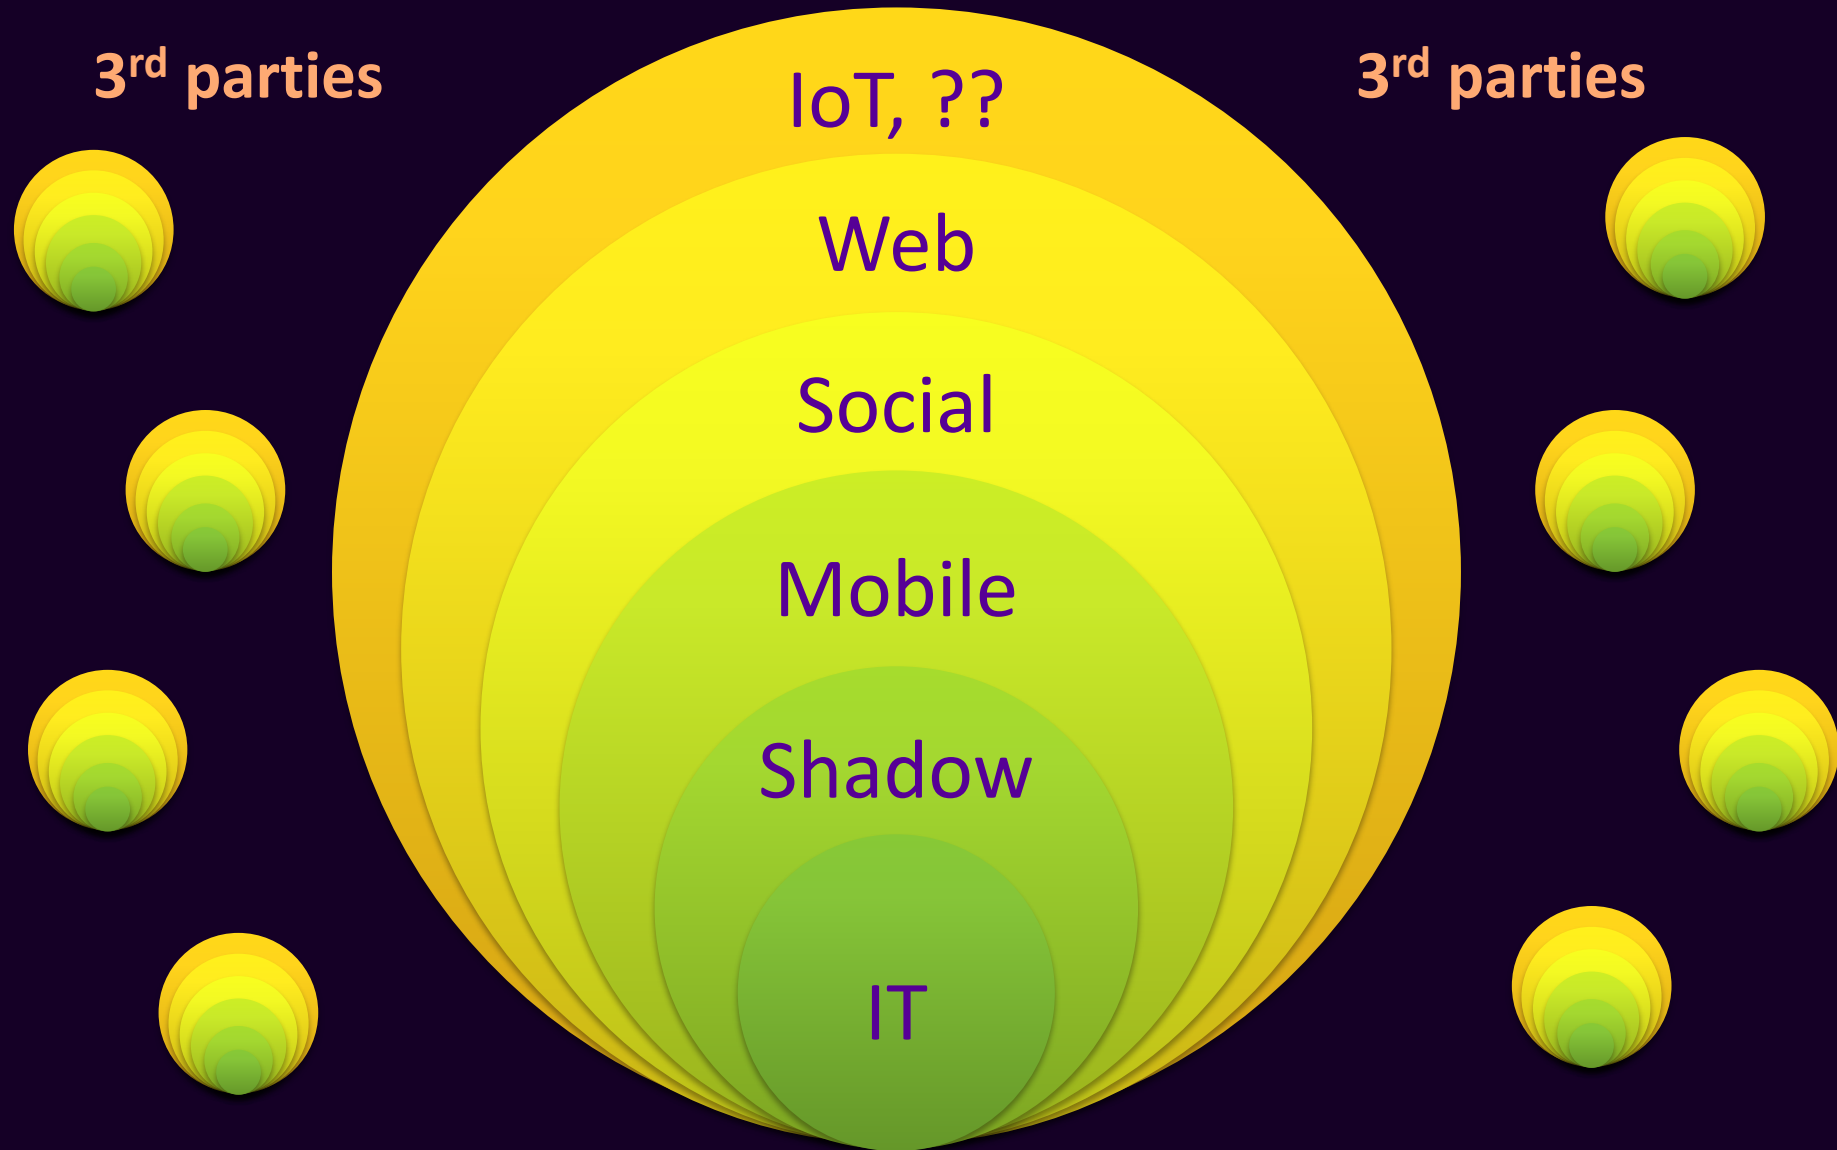 3rd parties
3rd parties
IoT, ??
Web
Social
Mobile
Shadow
IT